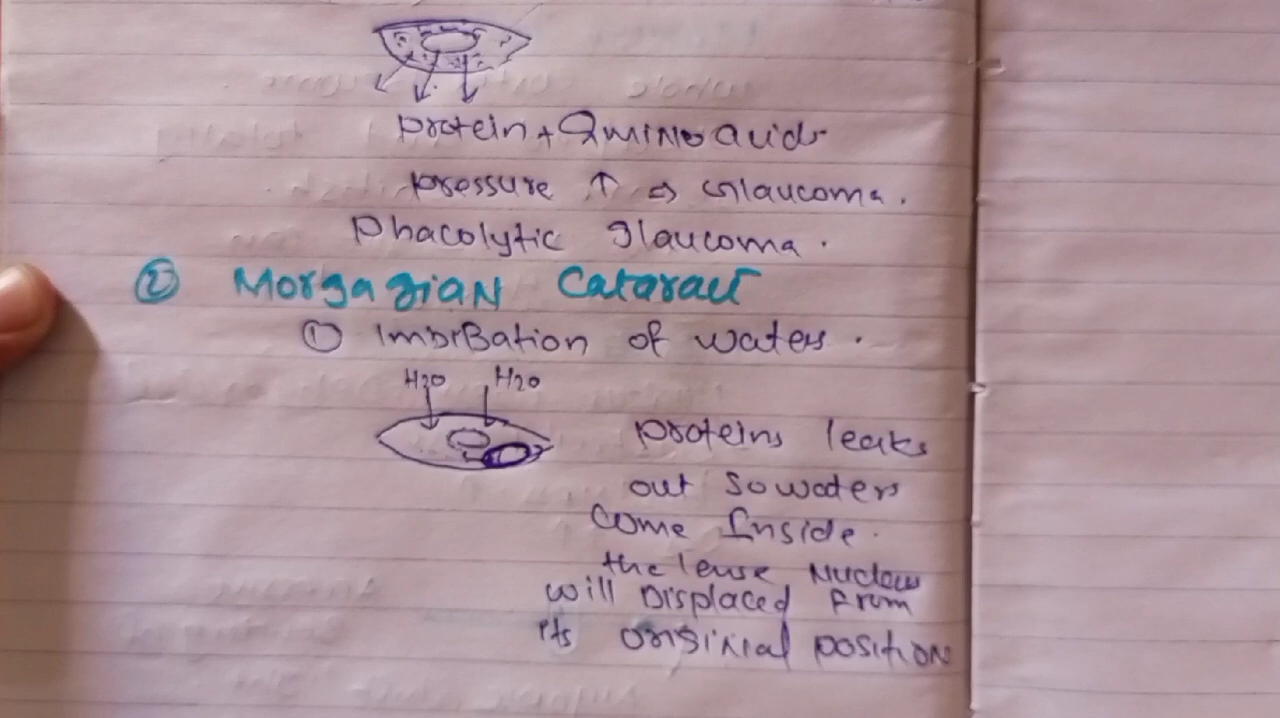 protein + Amino acids
pressure ↑ ⇒ Glaucoma.
Phacolytic glaucoma.
② Morgagian Cataract
① ImbiBation of waters.
H2O H2O
proteins leaks
out so waters
Come Inside.
the lense Nucleus
will Displaced From
its original position